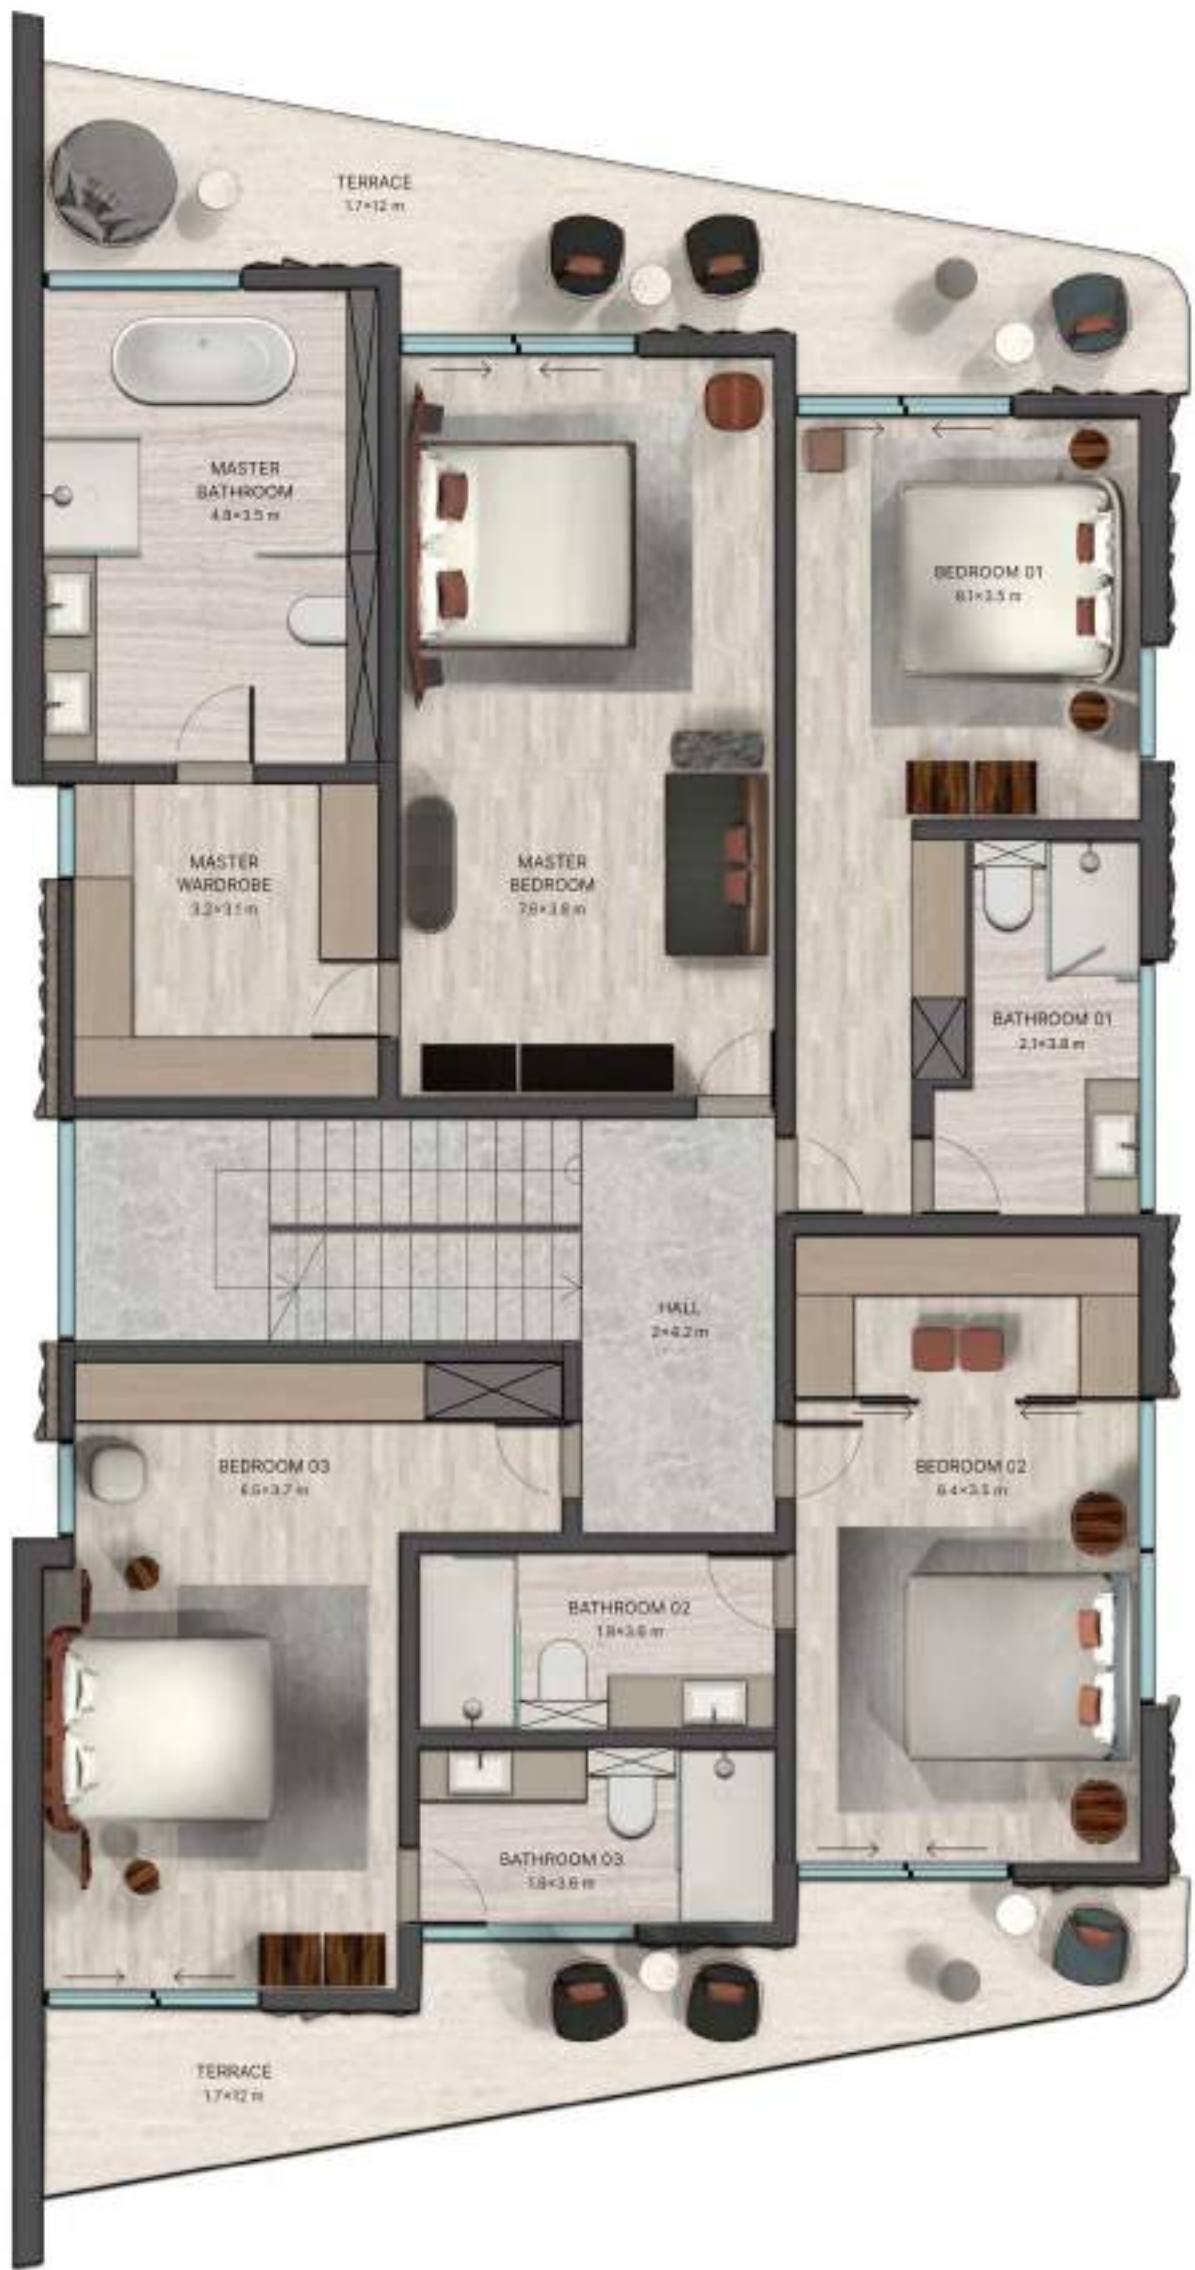 TERRACE
1.7×12 m
MASTER
BATHROOM
4.8×3.5 m
BEDROOM 01
8.1×3.5 m
MASTER
WARDROBE
3.2×3.1 m
MASTER
BEDROOM
7.6×3.8 m
BATHROOM 01
2.1×3.8 m
HALL
2×4.2 m
BEDROOM 03
6.5×3.7 m
BEDROOM 02
6.4×3.5 m
BATHROOM 02
1.8×3.6 m
BATHROOM 03
1.8×3.6 m
TERRACE
1.7×12 m